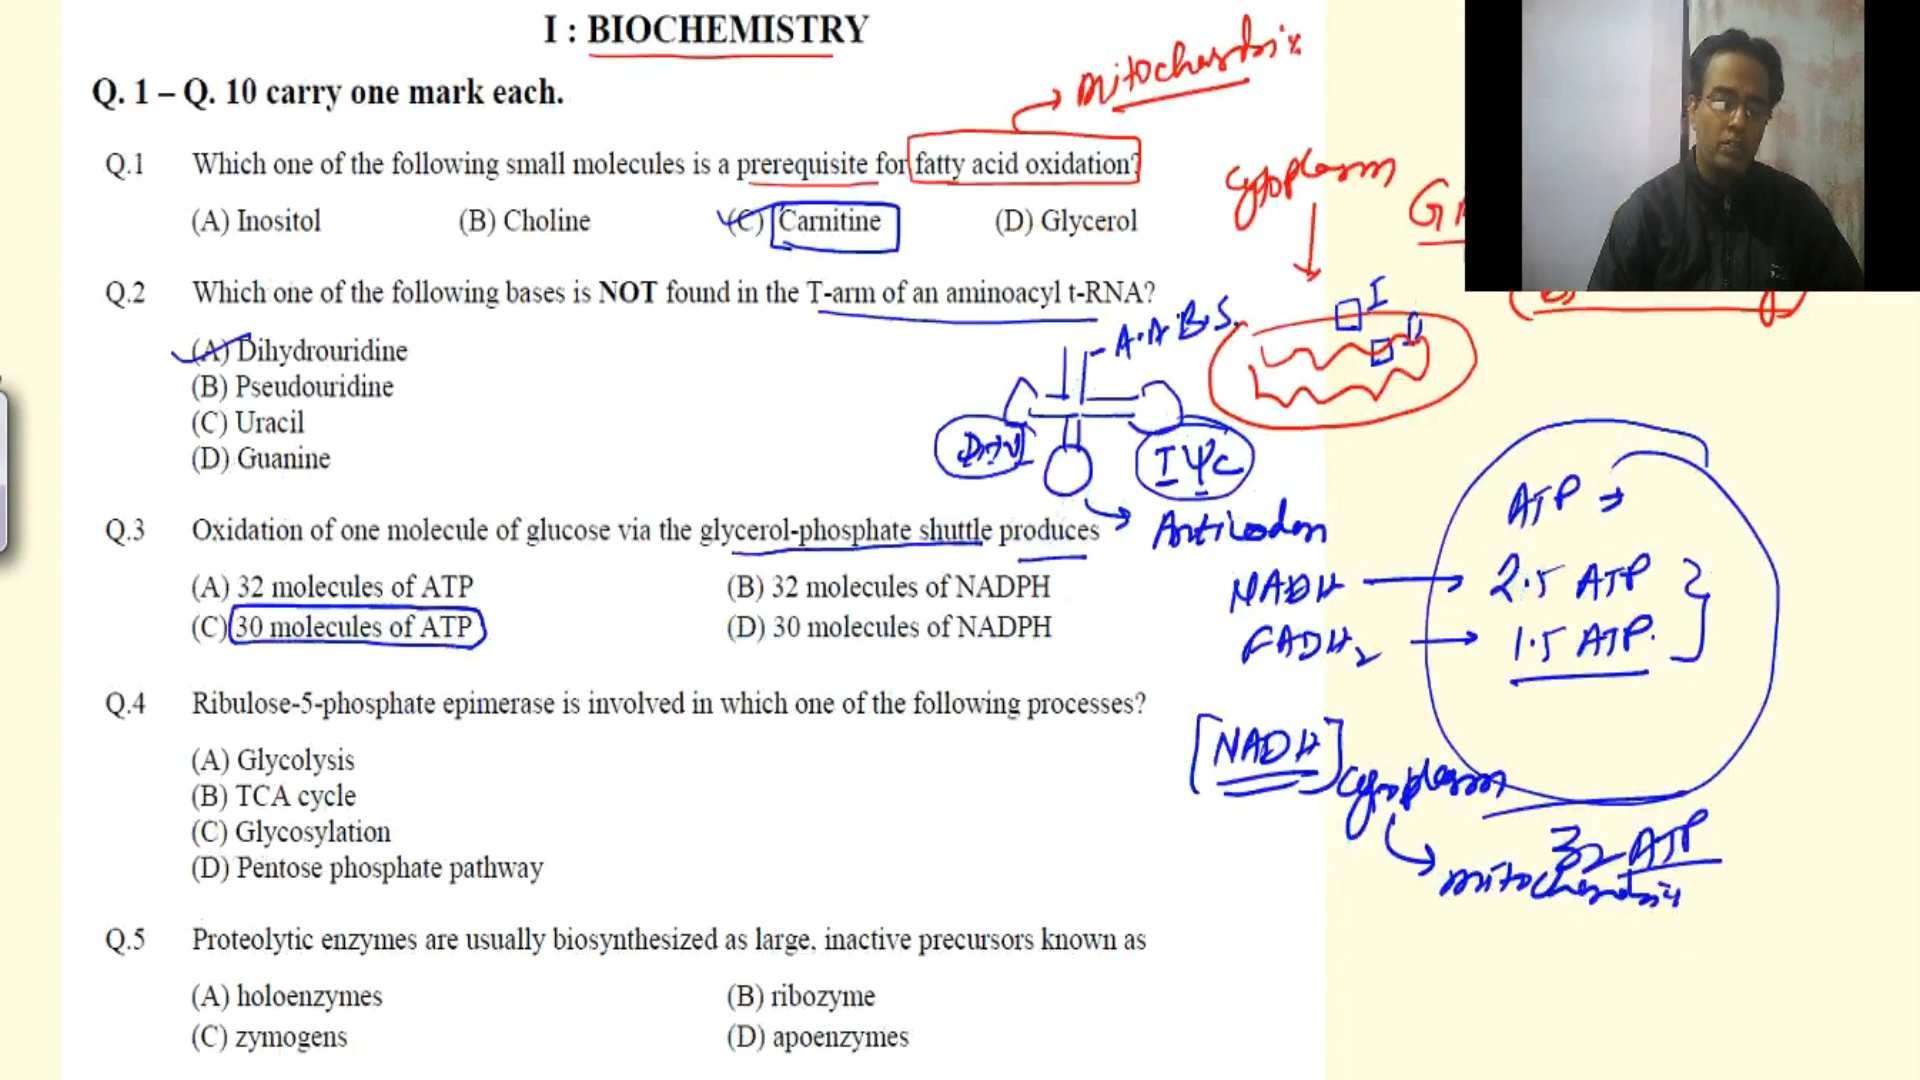 I : BIOCHEMISTRY
Q. 1 – Q. 10 carry one mark each.
mitochondria
Q.1 Which one of the following small molecules is a prerequisite for fatty acid oxidation?
(A) Inositol (B) Choline (C) Carnitine (D) Glycerol
cytoplasm
Q.2 Which one of the following bases is NOT found in the T-arm of an aminoacyl t-RNA?
I
II
A.A.B.S.
(A) Dihydrouridine
(B) Pseudouridine
(C) Uracil
(D) Guanine
TΨC
Anticodon
Q.3 Oxidation of one molecule of glucose via the glycerol-phosphate shuttle produces
(A) 32 molecules of ATP (B) 32 molecules of NADPH
(C) 30 molecules of ATP (D) 30 molecules of NADPH
ATP →
NADH → 2.5 ATP
FADH2 → 1.5 ATP.
Q.4 Ribulose-5-phosphate epimerase is involved in which one of the following processes?
(A) Glycolysis
(B) TCA cycle
(C) Glycosylation
(D) Pentose phosphate pathway
[NADH] cytoplasm
32 ATP
mitochondria
Q.5 Proteolytic enzymes are usually biosynthesized as large, inactive precursors known as
(A) holoenzymes (B) ribozyme
(C) zymogens (D) apoenzymes